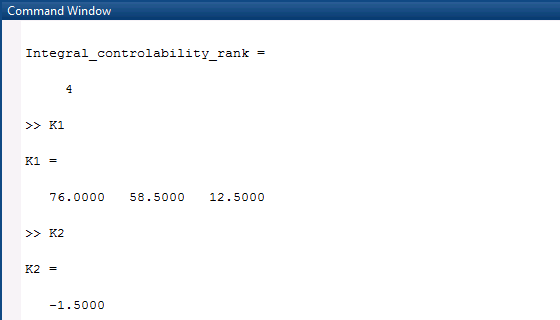 Command Window
Integral_controlability_rank =
4
>> K1
K1 =
76.0000 58.5000 12.5000
>> K2
K2 =
-1.5000